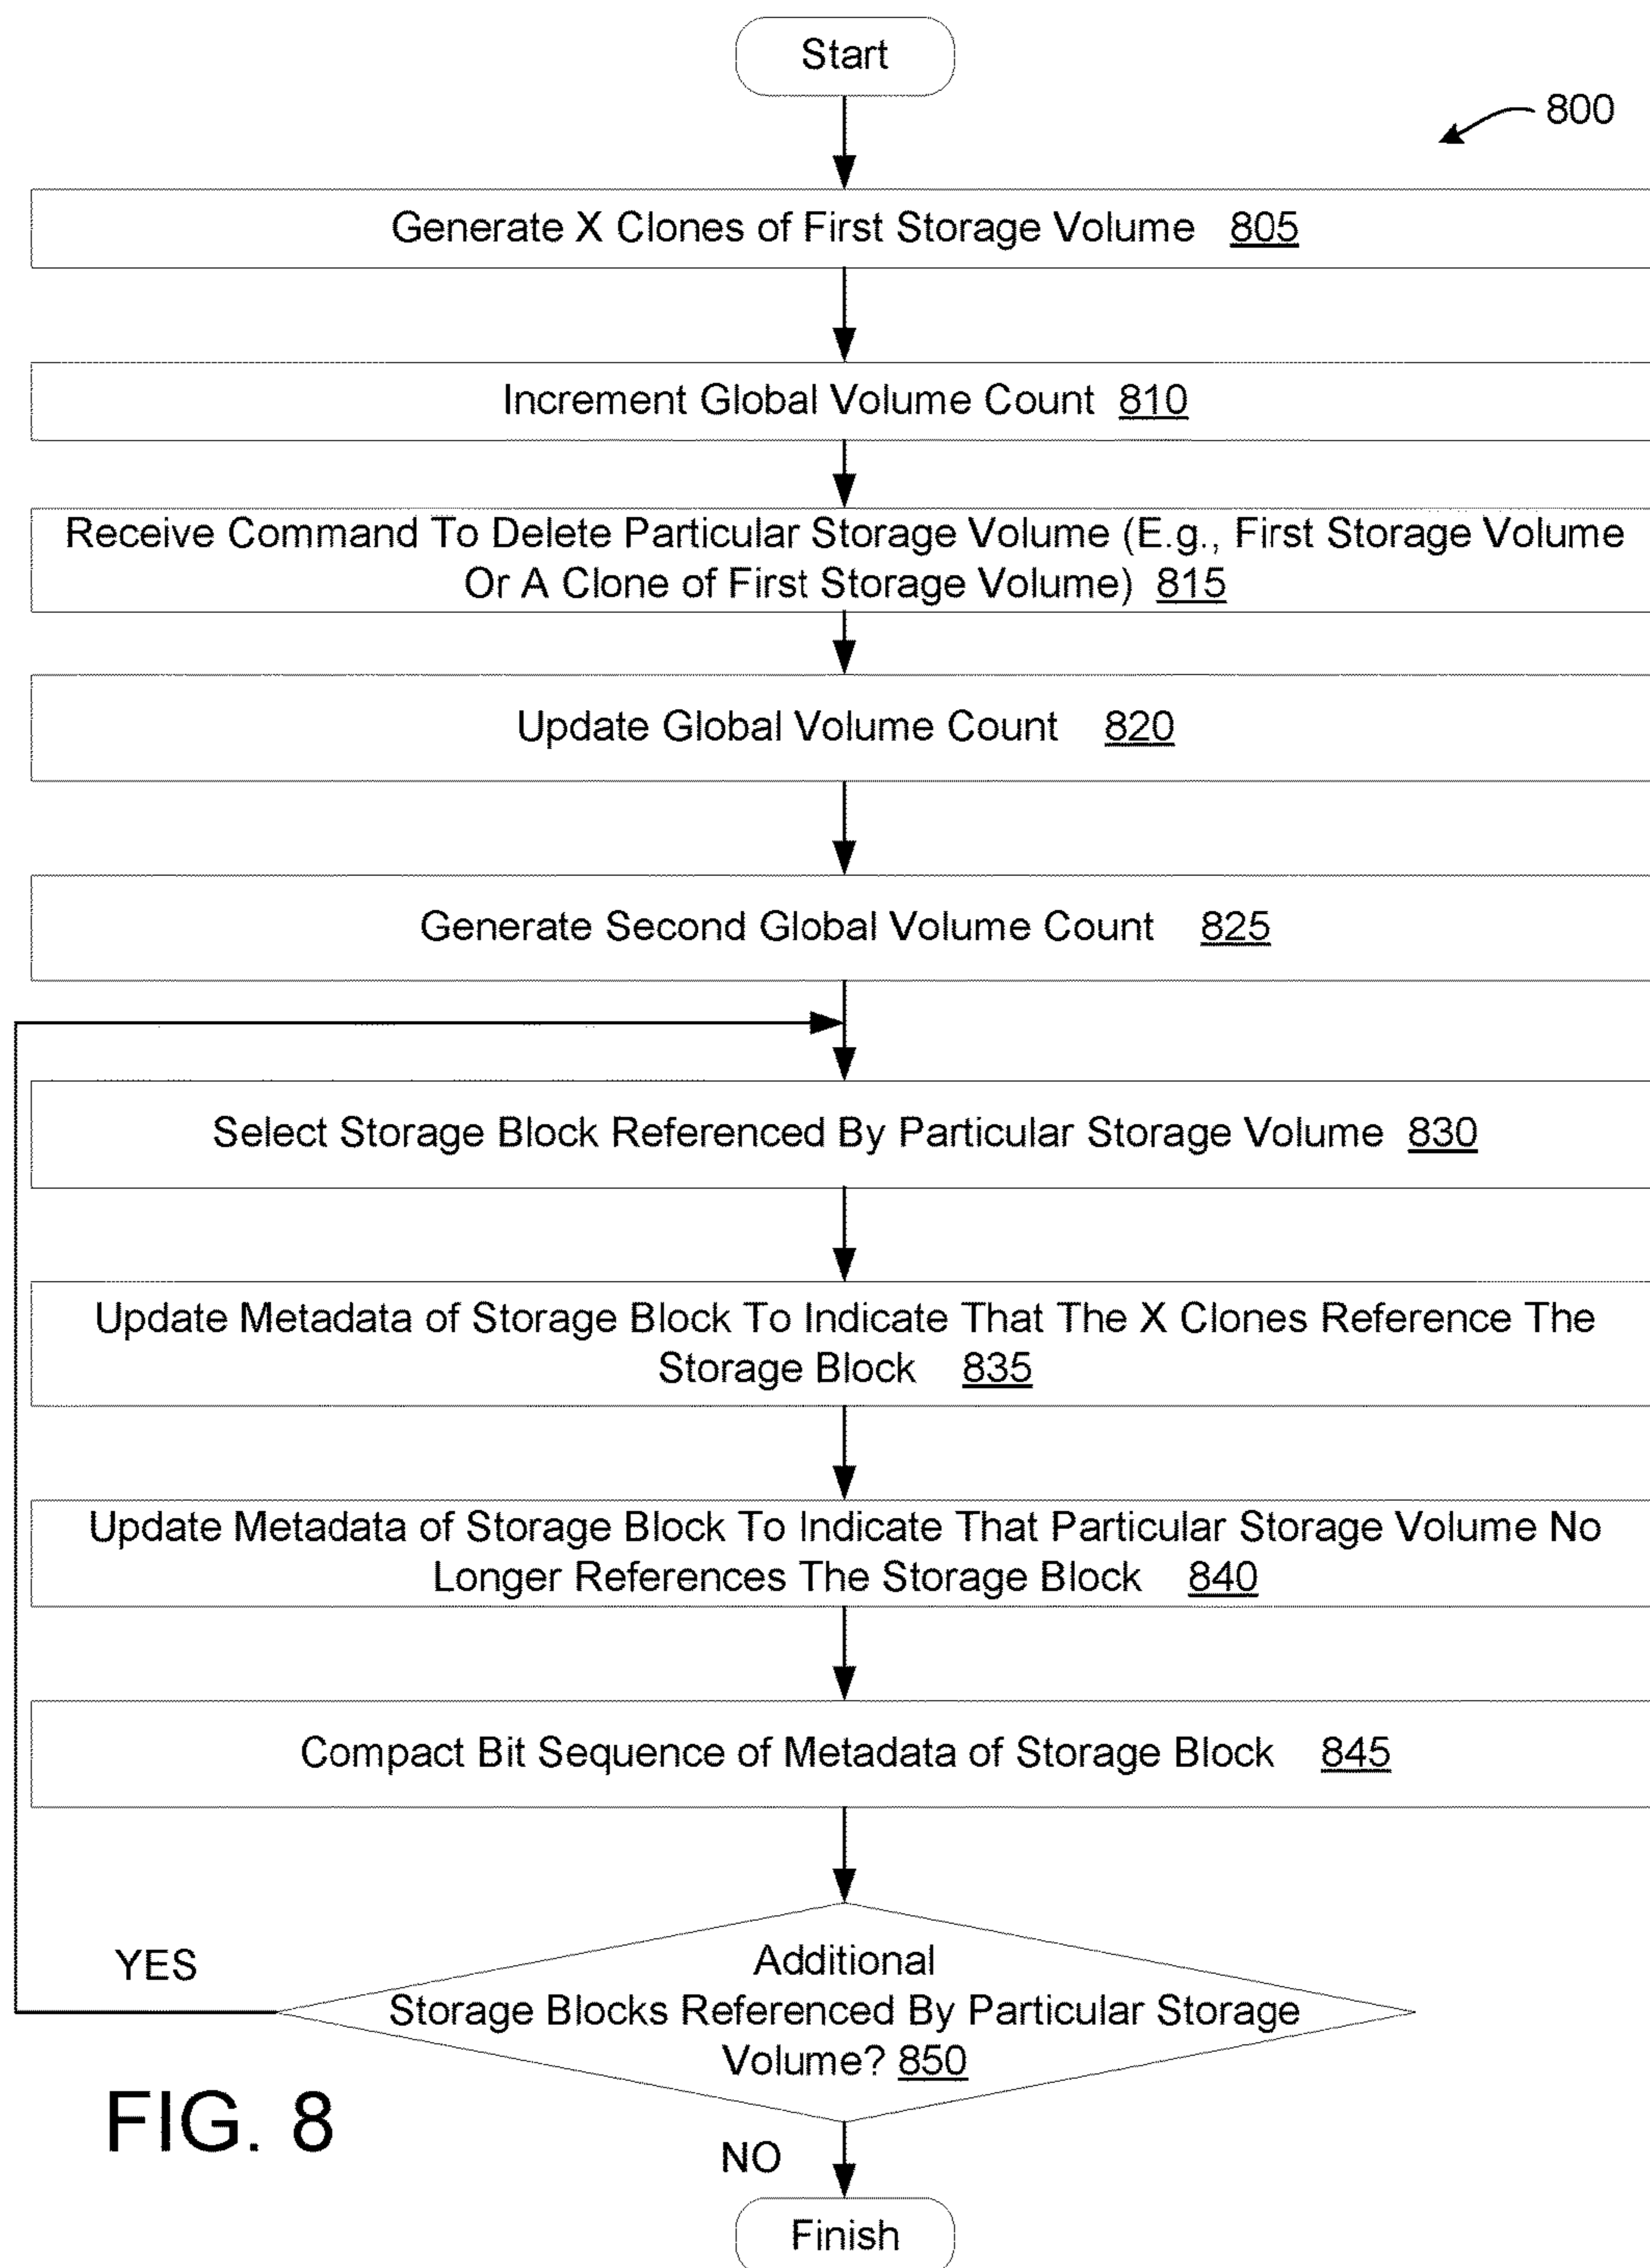 Start
800
Generate X Clones of First Storage Volume 805
Increment Global Volume Count 810
Receive Command To Delete Particular Storage Volume (E.g., First Storage Volume
Or A Clone of First Storage Volume) 815
Update Global Volume Count 820
Generate Second Global Volume Count 825
Select Storage Block Referenced By Particular Storage Volume 830
Update Metadata of Storage Block To Indicate That The X Clones Reference The
Storage Block 835
Update Metadata of Storage Block To Indicate That Particular Storage Volume No
Longer References The Storage Block 840
Compact Bit Sequence of Metadata of Storage Block 845
YES
Additional
Storage Blocks Referenced By Particular Storage
Volume? 850
FIG. 8
NO
Finish